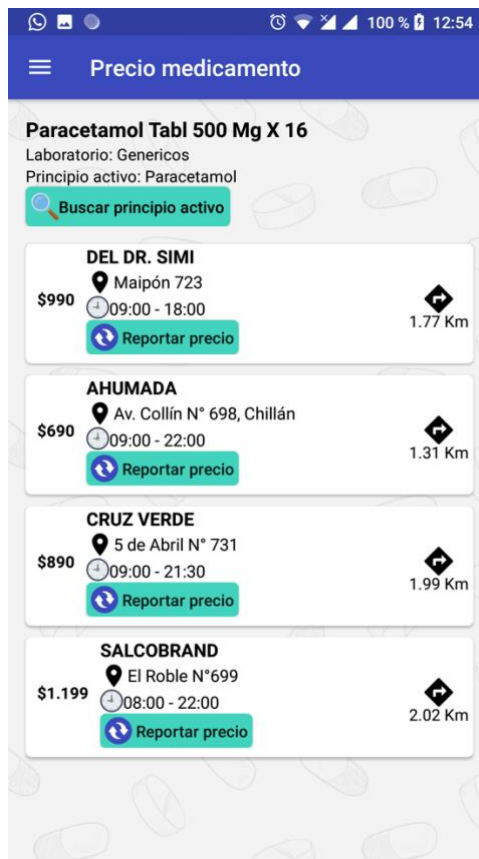 100 % 12:54
Precio medicamento
Paracetamol Tabl 500 Mg X 16
Laboratorio: Genericos
Principio activo: Paracetamol
Buscar principio activo
DEL DR. SIMI
Maipón 723
$990
09:00 - 18:00
1.77 Km
Reportar precio
AHUMADA
Av. Collín N° 698, Chillán
$690
09:00 - 22:00
1.31 Km
Reportar precio
CRUZ VERDE
5 de Abril N° 731
$890
09:00 - 21:30
1.99 Km
Reportar precio
SALCOBRAND
El Roble N°699
$1.199
08:00 - 22:00
2.02 Km
Reportar precio